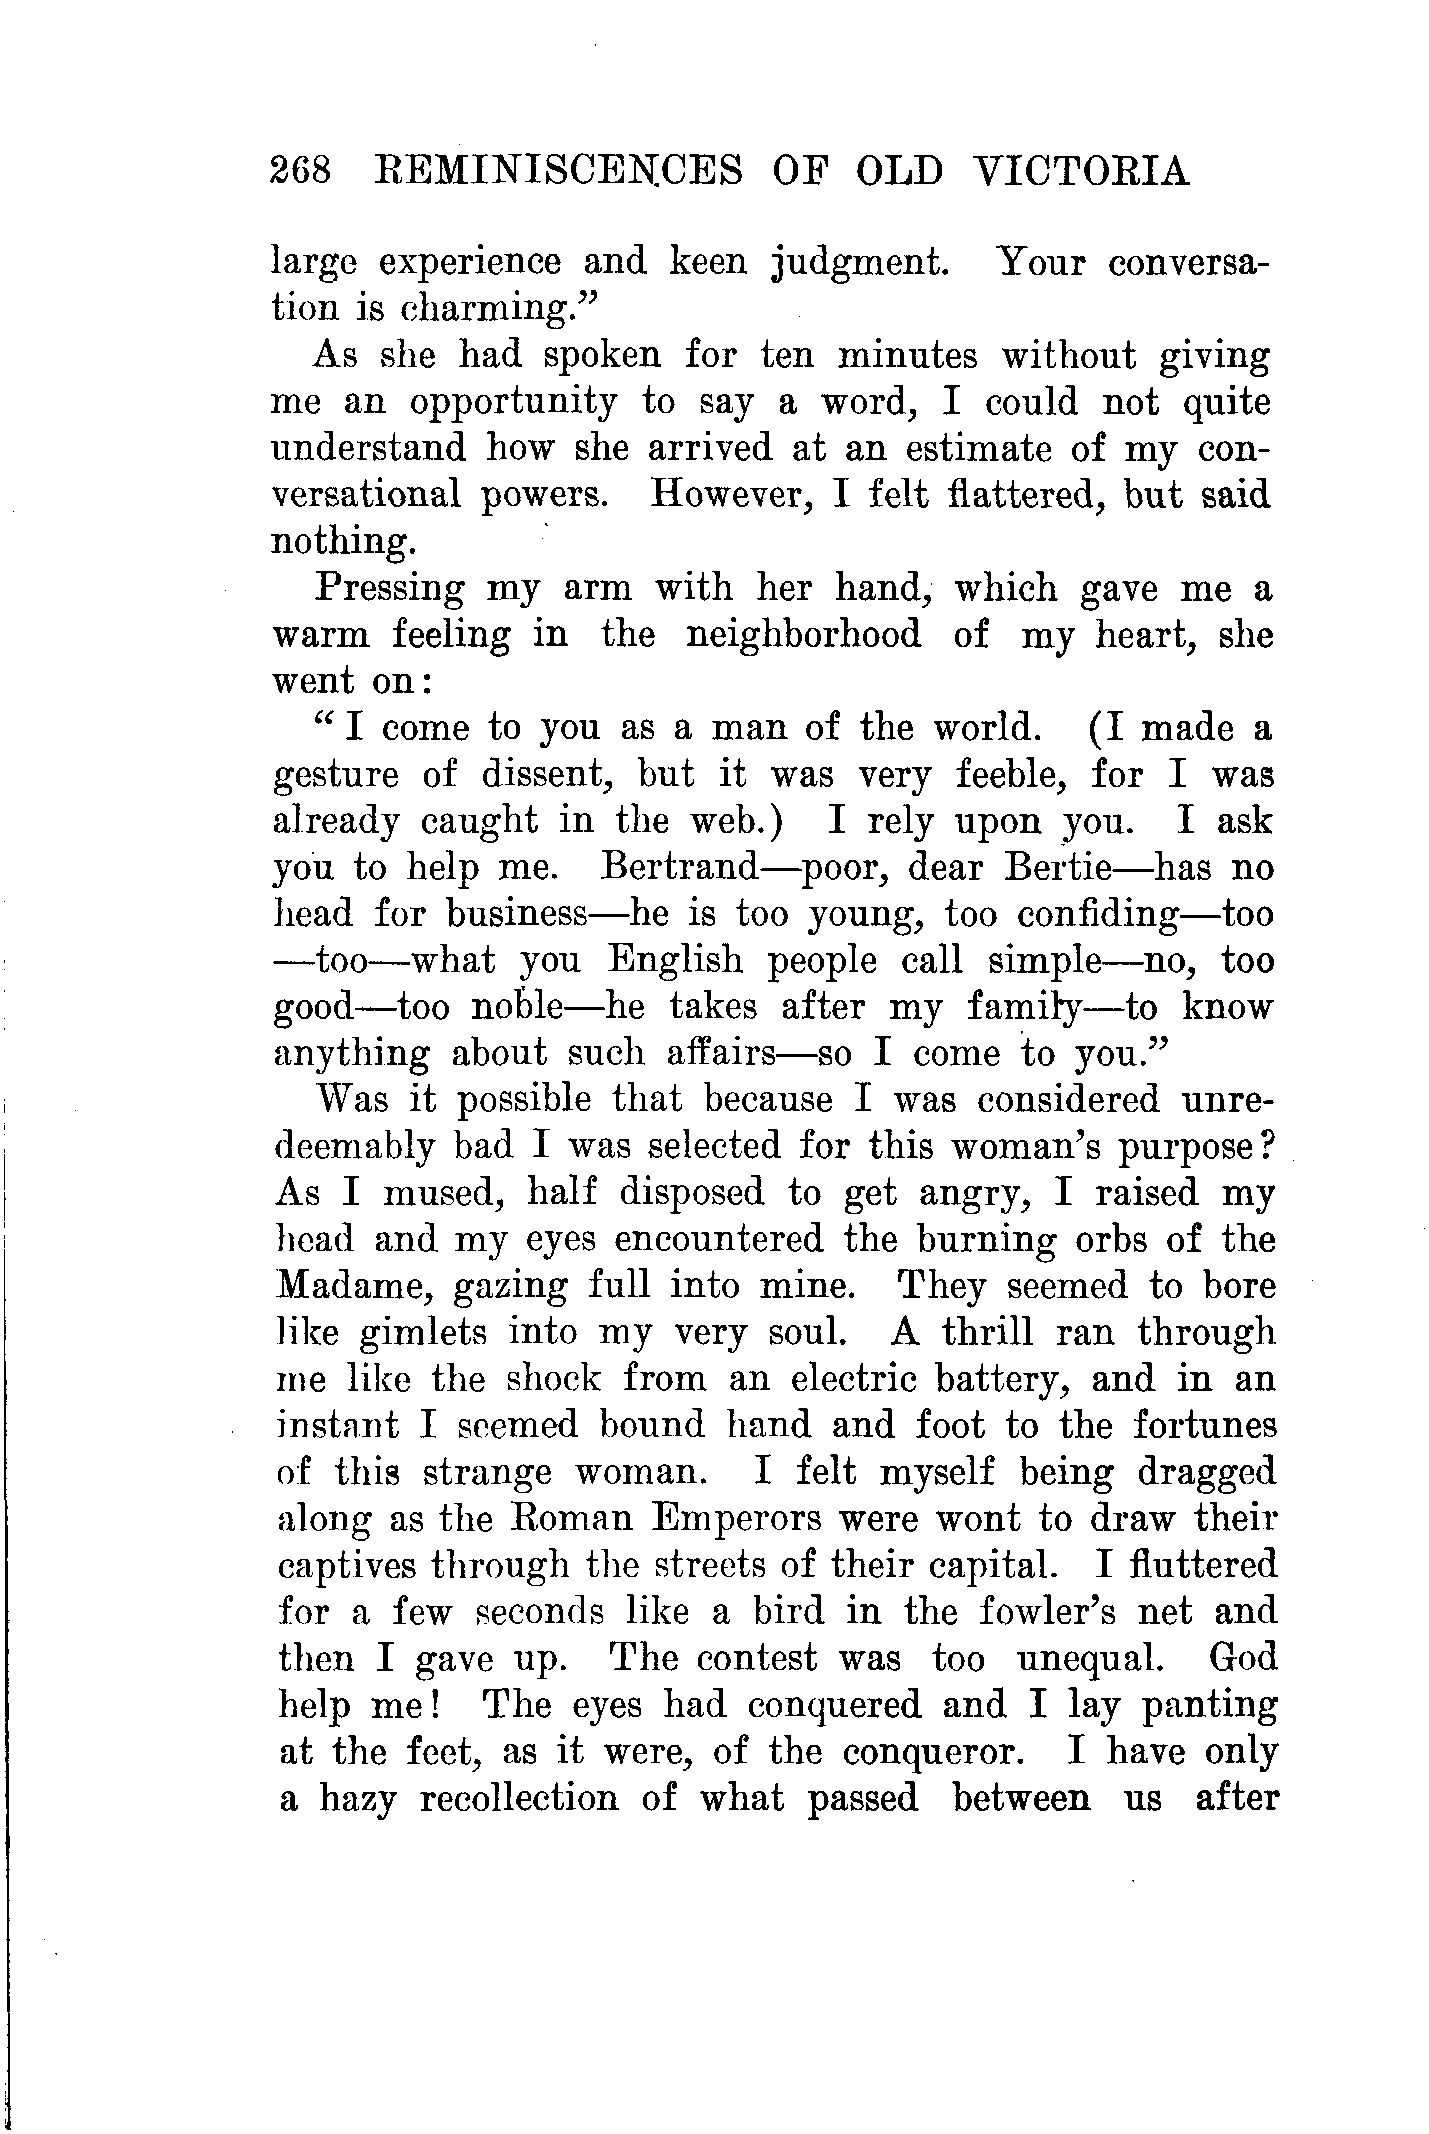 268 REMINISCENCES OF OLD VICTORIA
large experience and keen judgment. Your conversa-
tion is charming.”
As she had spoken for ten minutes without giving
me an opportunity to say a word, I could not quite
understand how she arrived at an estimate of my con-
versational powers. However, I felt flattered, but said
nothing.
Pressing my arm with her hand, which gave me a
warm feeling in the neighborhood of my heart, she
went on:
“I come to you as a man of the world. (I made a
gesture of dissent, but it was very feeble, for I was
already caught in the web.) I rely upon you. I ask
you to help me. Bertrand—poor, dear Bertie—has no
head for business—he is too young, too confiding—too
—too—what you English people call simple—no, too
good—too noble—he takes after my family—to know
anything about such affairs—so I come to you.”
Was it possible that because I was considered unre-
deemably bad I was selected for this woman’s purpose?
As I mused, half disposed to get angry, I raised my
head and my eyes encountered the burning orbs of the
Madame, gazing full into mine. They seemed to bore
like gimlets into my very soul. A thrill ran through
me like the shock from an electric battery, and in an
instant I seemed bound hand and foot to the fortunes
of this strange woman. I felt myself being dragged
along as the Roman Emperors were wont to draw their
captives through the streets of their capital. I fluttered
for a few seconds like a bird in the fowler’s net and
then I gave up. The contest was too unequal. God
help me! The eyes had conquered and I lay panting
at the feet, as it were, of the conqueror. I have only
a hazy recollection of what passed between us after